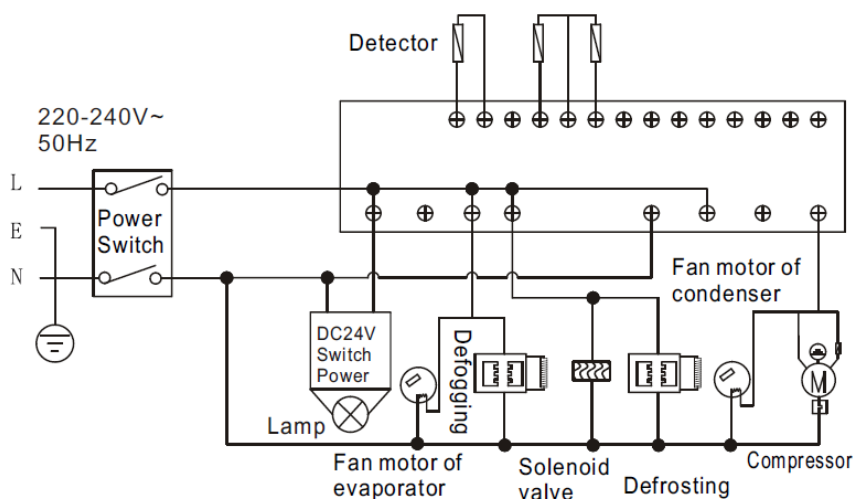 Detector
220-240V~
50Hz
L
E
N
Power
Switch
Fan motor of
condenser
DC24V
Switch
Power
Defogging
M
Lamp
Fan motor of
evaporator
Solenoid
valve
Defrosting
Compressor